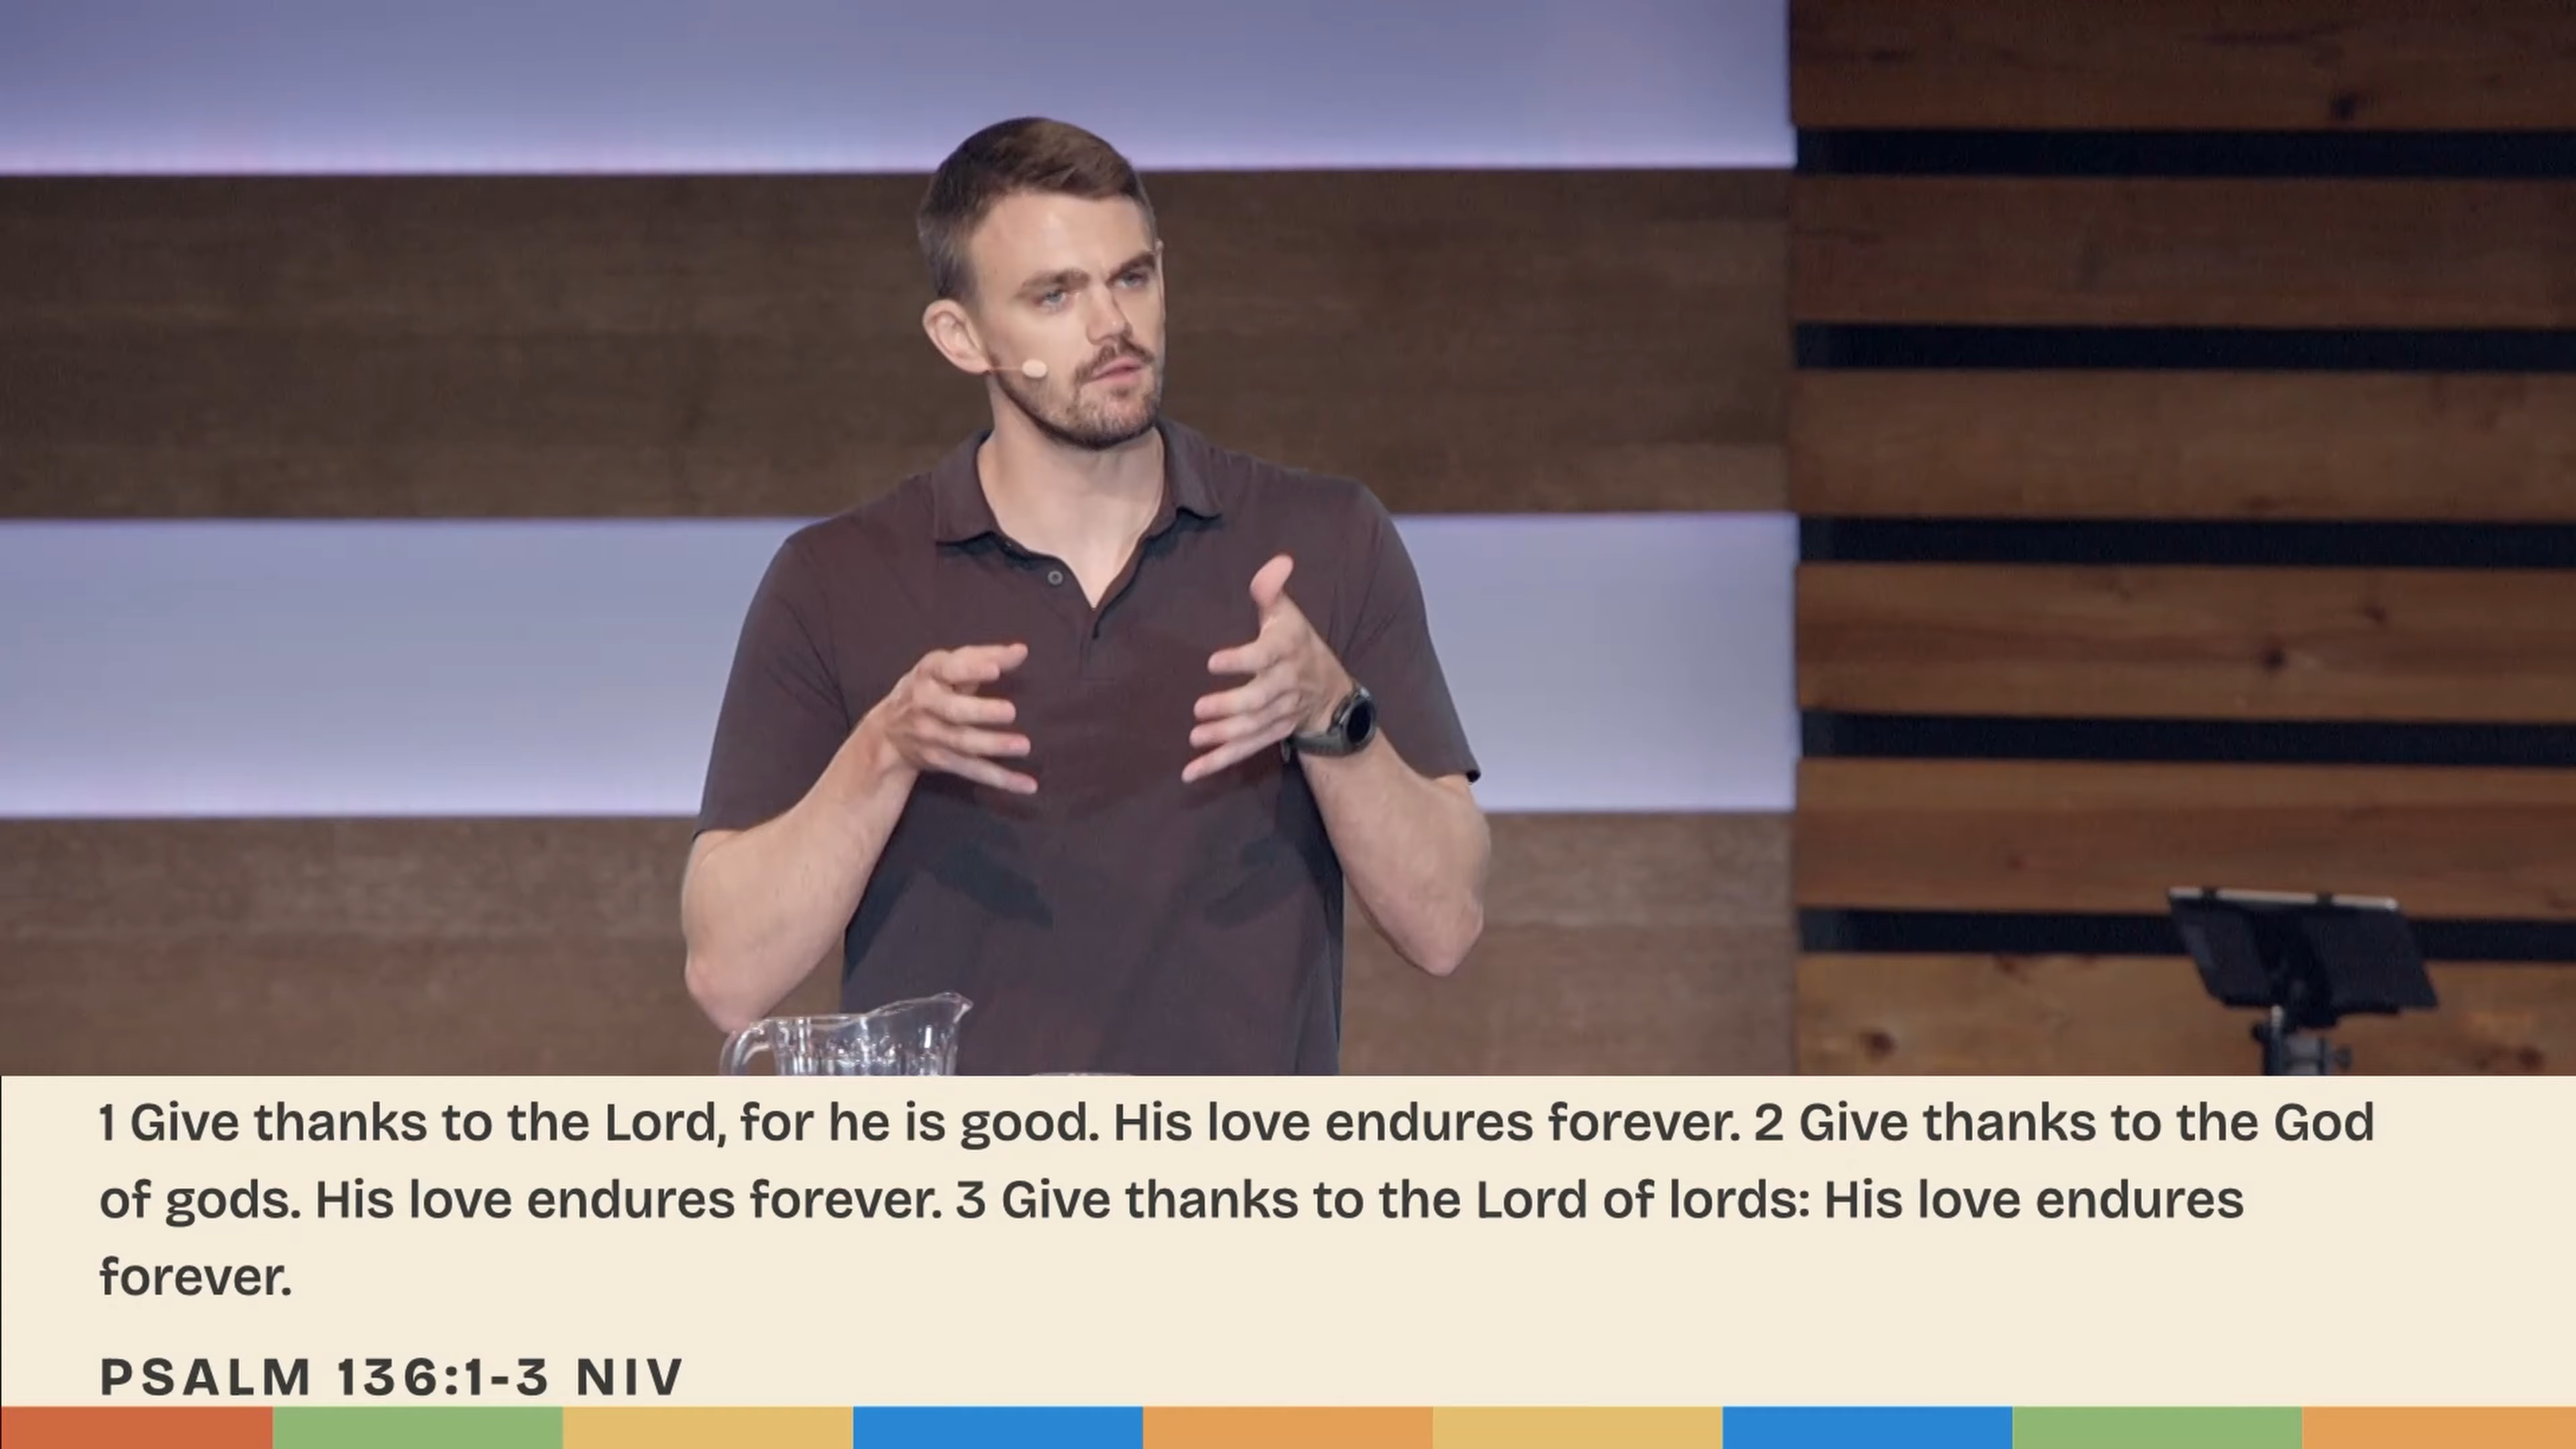 1 Give thanks to the Lord, for he is good. His love endures forever. 2 Give thanks to the God
of gods. His love endures forever. 3 Give thanks to the Lord of lords: His love endures
forever.
PSALM 136:1-3 NIV